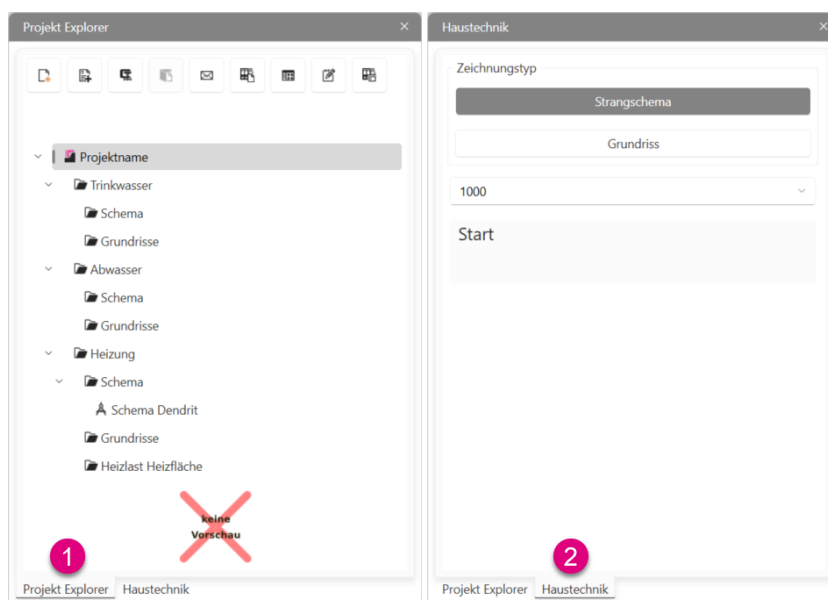 Projekt Explorer
Projektname
Trinkwasser
Schema
Grundrisse
Abwasser
Schema
Grundrisse
Heizung
Schema
Schema Dendrit
Grundrisse
Heizlast Heizfläche
keine
Vorschau
1
Projekt Explorer Haustechnik
Haustechnik
Zeichnungstyp
Strangschema
Grundriss
1000
Start
2
Projekt Explorer Haustechnik